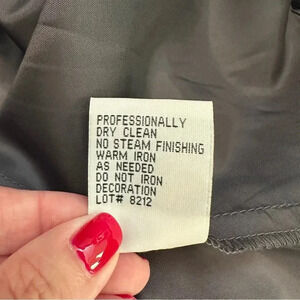 PROFESSIONALLY
DRY CLEAN
NO STEAM FINISHING
WARM IRON
AS NEEDED
DO NOT IRON
DECORATION
LOT# 8212